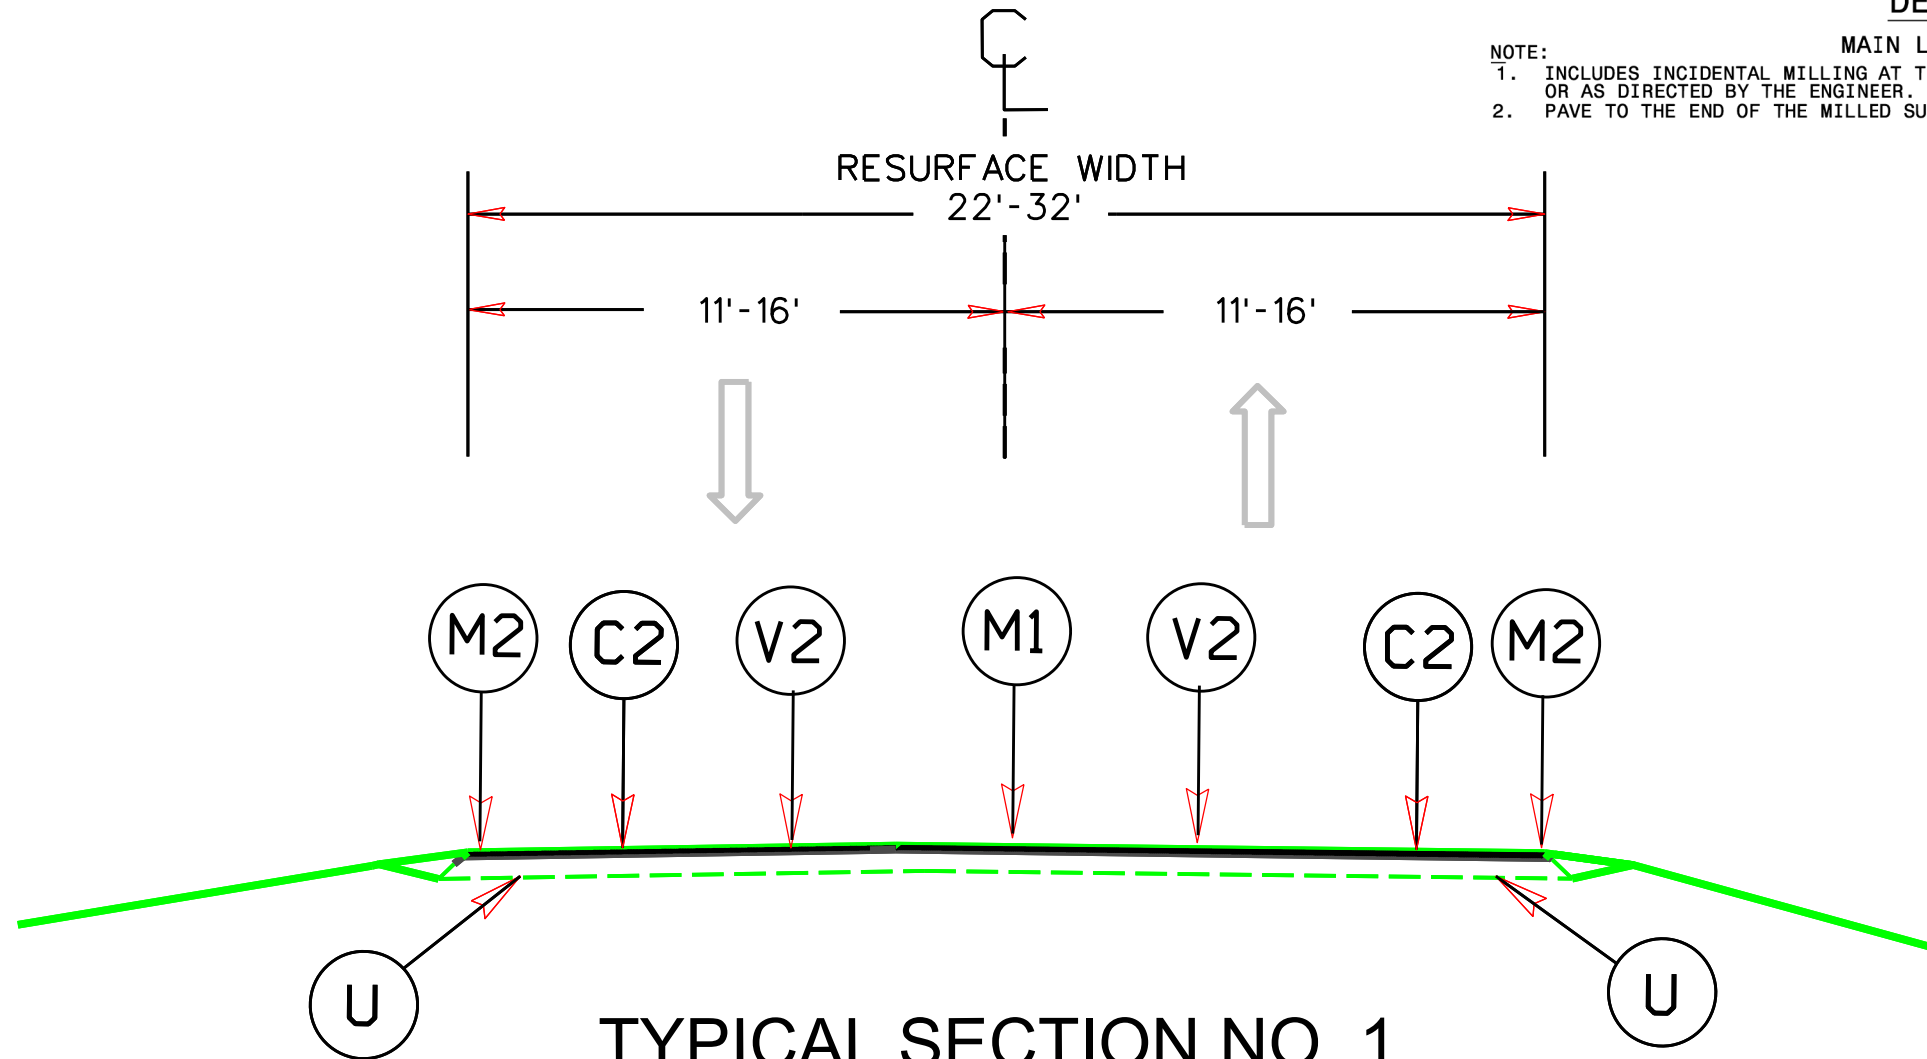 DE
MAIN L
NOTE:
1. INCLUDES INCIDENTAL MILLING AT T
OR AS DIRECTED BY THE ENGINEER.
2. PAVE TO THE END OF THE MILLED SU
CL
RESURFACE WIDTH
22'-32'
11'-16' 11'-16'
M2 C2 V2 M1 V2 C2 M2
U U
TYPICAL SECTION NO. 1